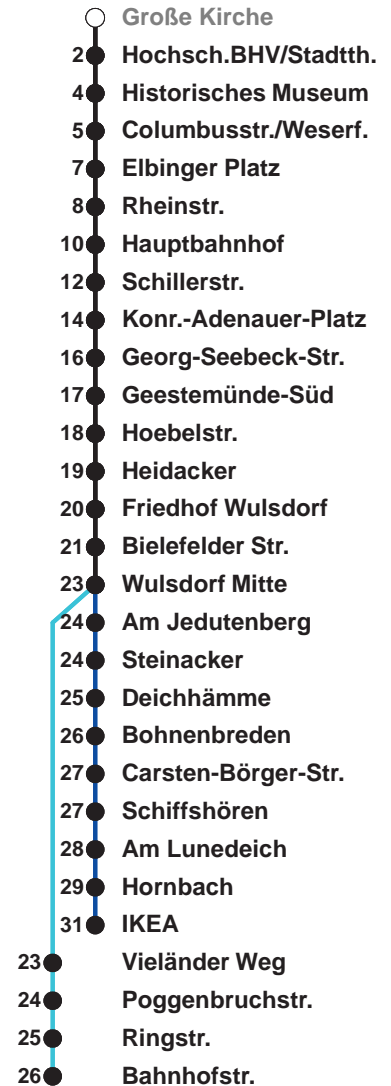 Große Kirche
2 Hochsch.BHV/Stadtth.
4 Historisches Museum
5 Columbusstr./Weserf.
7 Elbinger Platz
8 Rheinstr.
10 Hauptbahnhof
12 Schillerstr.
14 Konr.-Adenauer-Platz
16 Georg-Seebeck-Str.
17 Geestemünde-Süd
18 Hoebelstr.
19 Heidacker
20 Friedhof Wulsdorf
21 Bielefelder Str.
23 Wulsdorf Mitte
24 Am Jedutenberg
24 Steinacker
25 Deichhämme
26 Bohnenbreden
27 Carsten-Börger-Str.
27 Schiffshören
28 Am Lunedeich
29 Hornbach
31 IKEA
23 Vieländer Weg
24 Poggenbruchstr.
25 Ringstr.
26 Bahnhofstr.